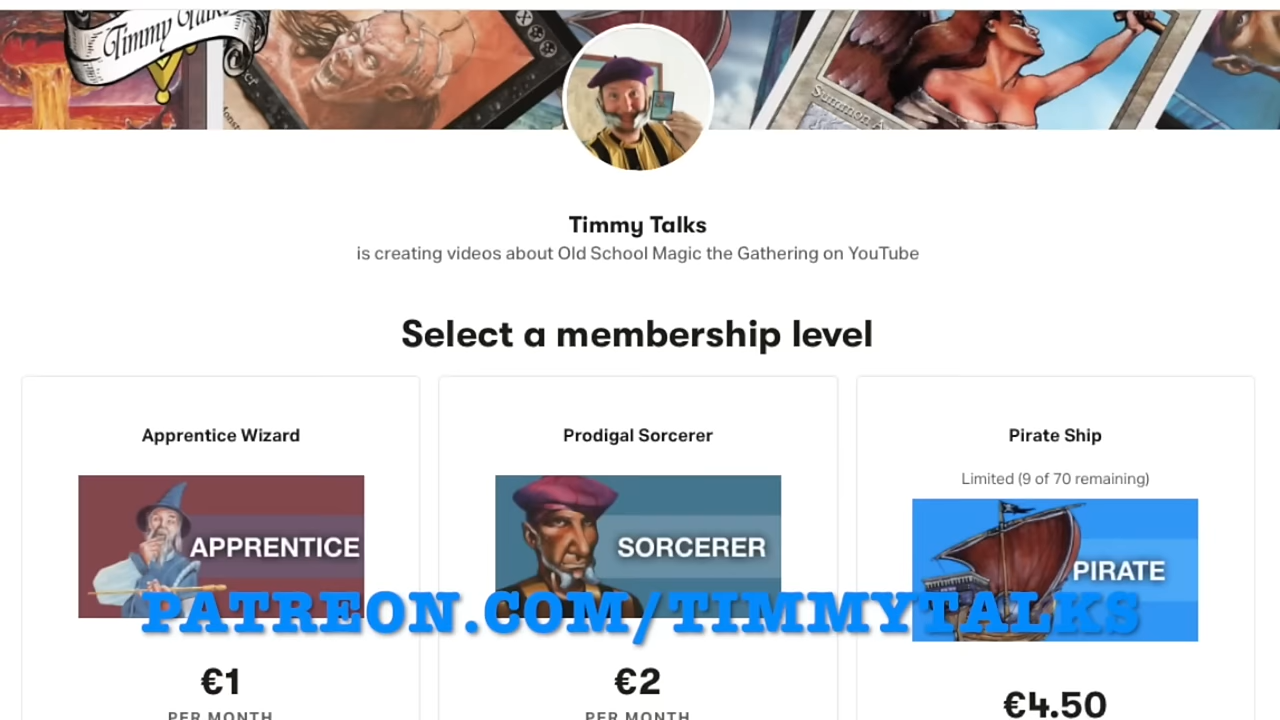 Timmy Talks
Summon A
Timmy Talks
is creating videos about Old School Magic the Gathering on YouTube
Select a membership level
Apprentice Wizard
Prodigal Sorcerer
Pirate Ship
Limited (9 of 70 remaining)
APPRENTICE
SORCERER
PIRATE
PATREON.COM/TIMMYTALKS
€1
€2
€4.50
PER MONTH
PER MONTH